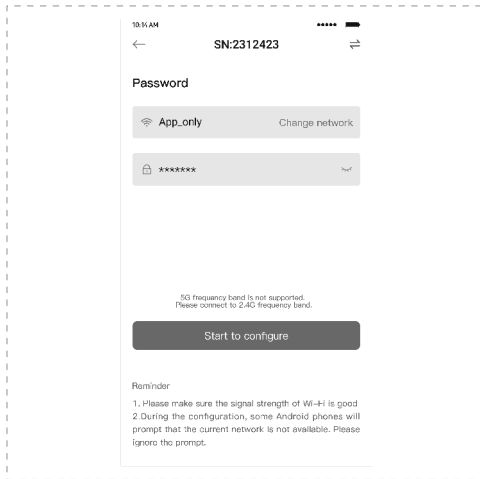 10:14 AM
SN:2312423
Password
App_only Change network
*******
5G frequency band is not supported.
Please connect to 2.4G frequency band.
Start to configure
Reminder
1. Please make sure the signal strength of Wi-Fi is good
2.During the configuration, some Android phones will
prompt that the current network is not available. Please
ignore the prompt.